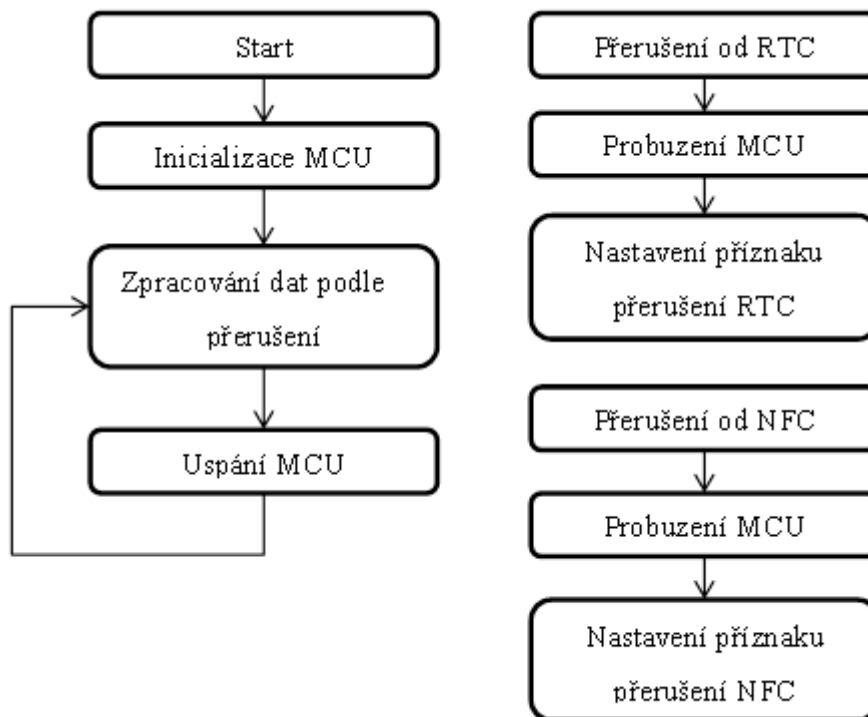 Start
Inicializace MCU
Zpracování dat podle
přerušení
Uspání MCU
Přerušení od RTC
Probuzení MCU
Nastavení příznaku
přerušení RTC
Přerušení od NFC
Probuzení MCU
Nastavení příznaku
přerušení NFC